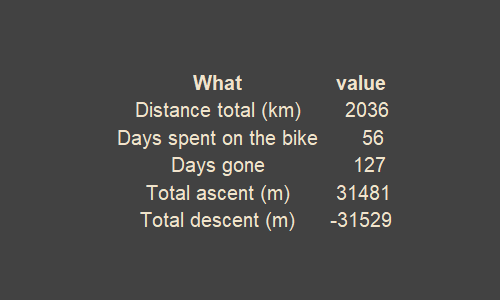 What value
Distance total (km) 2036
Days spent on the bike 56
Days gone 127
Total ascent (m) 31481
Total descent (m) -31529